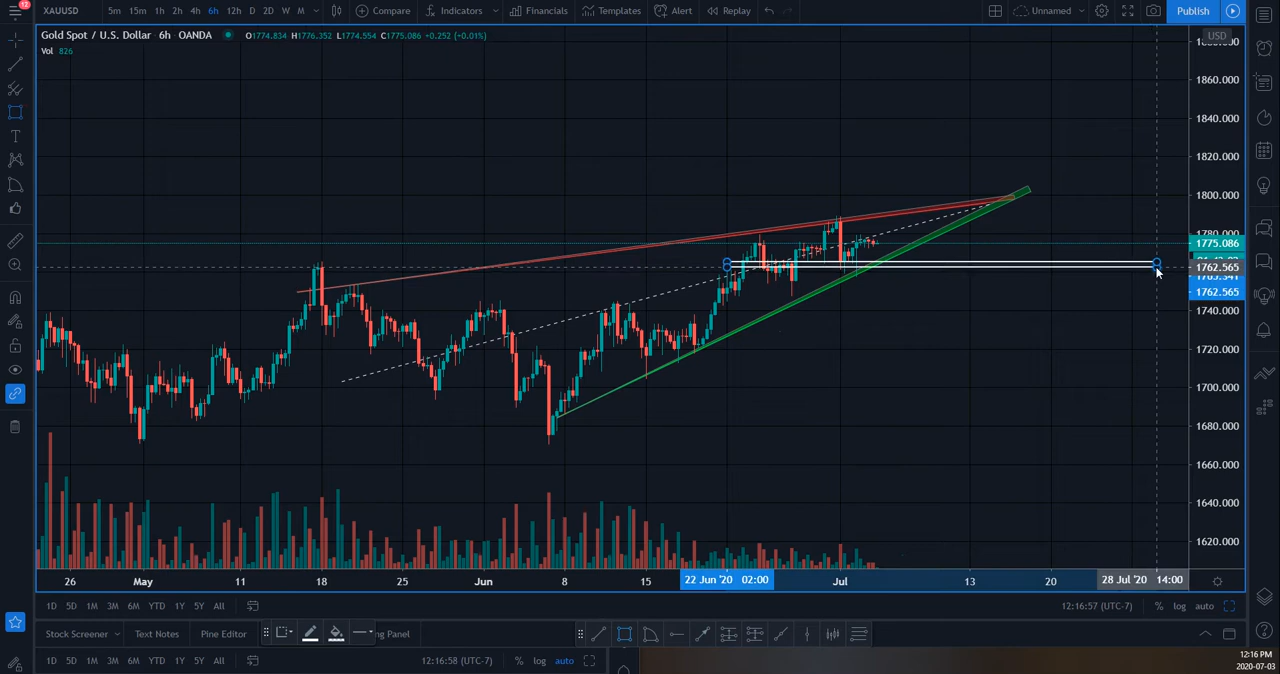 12
XAUUSD 5m 15m 1h 2h 4h 6h 12h D 2D W M Compare Indicators Financials Templates Alert Replay Unnamed Publish
Gold Spot / U.S. Dollar · 6h · OANDA O1774.834 H1776.352 L1774.554 C1775.086 +0.252 (+0.01%)
Vol 826
USD
1860.000
1840.000
1820.000
1800.000
1780.000
1775.086
1762.565
1762.565
1740.000
1720.000
1700.000
1680.000
1660.000
1640.000
1620.000
26 May 11 18 25 Jun 8 15 22 Jun '20 02:00 Jul 13 20 28 Jul '20 14:00
1D 5D 1M 3M 6M YTD 1Y 5Y All 12:16:57 (UTC-7) % log auto
Stock Screener Text Notes Pine Editor ng Panel
1D 5D 1M 3M 6M YTD 1Y 5Y All 12:16:58 (UTC-7) % log auto
12:16 PM
2020-07-03